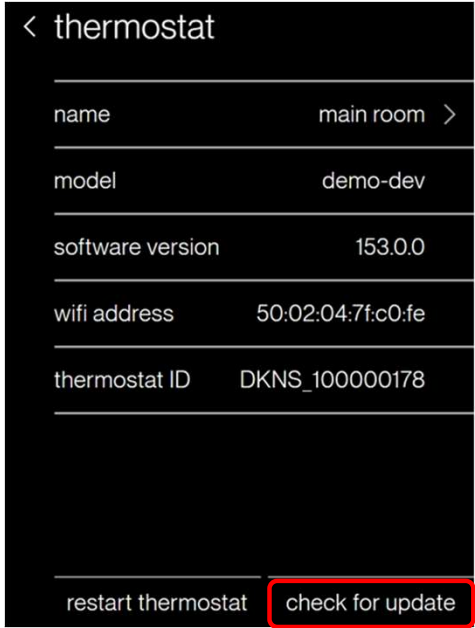 < thermostat
name main room >
model demo-dev
software version 153.0.0
wifi address 50:02:04:7f:c0:fe
thermostat ID DKNS_100000178
restart thermostat check for update